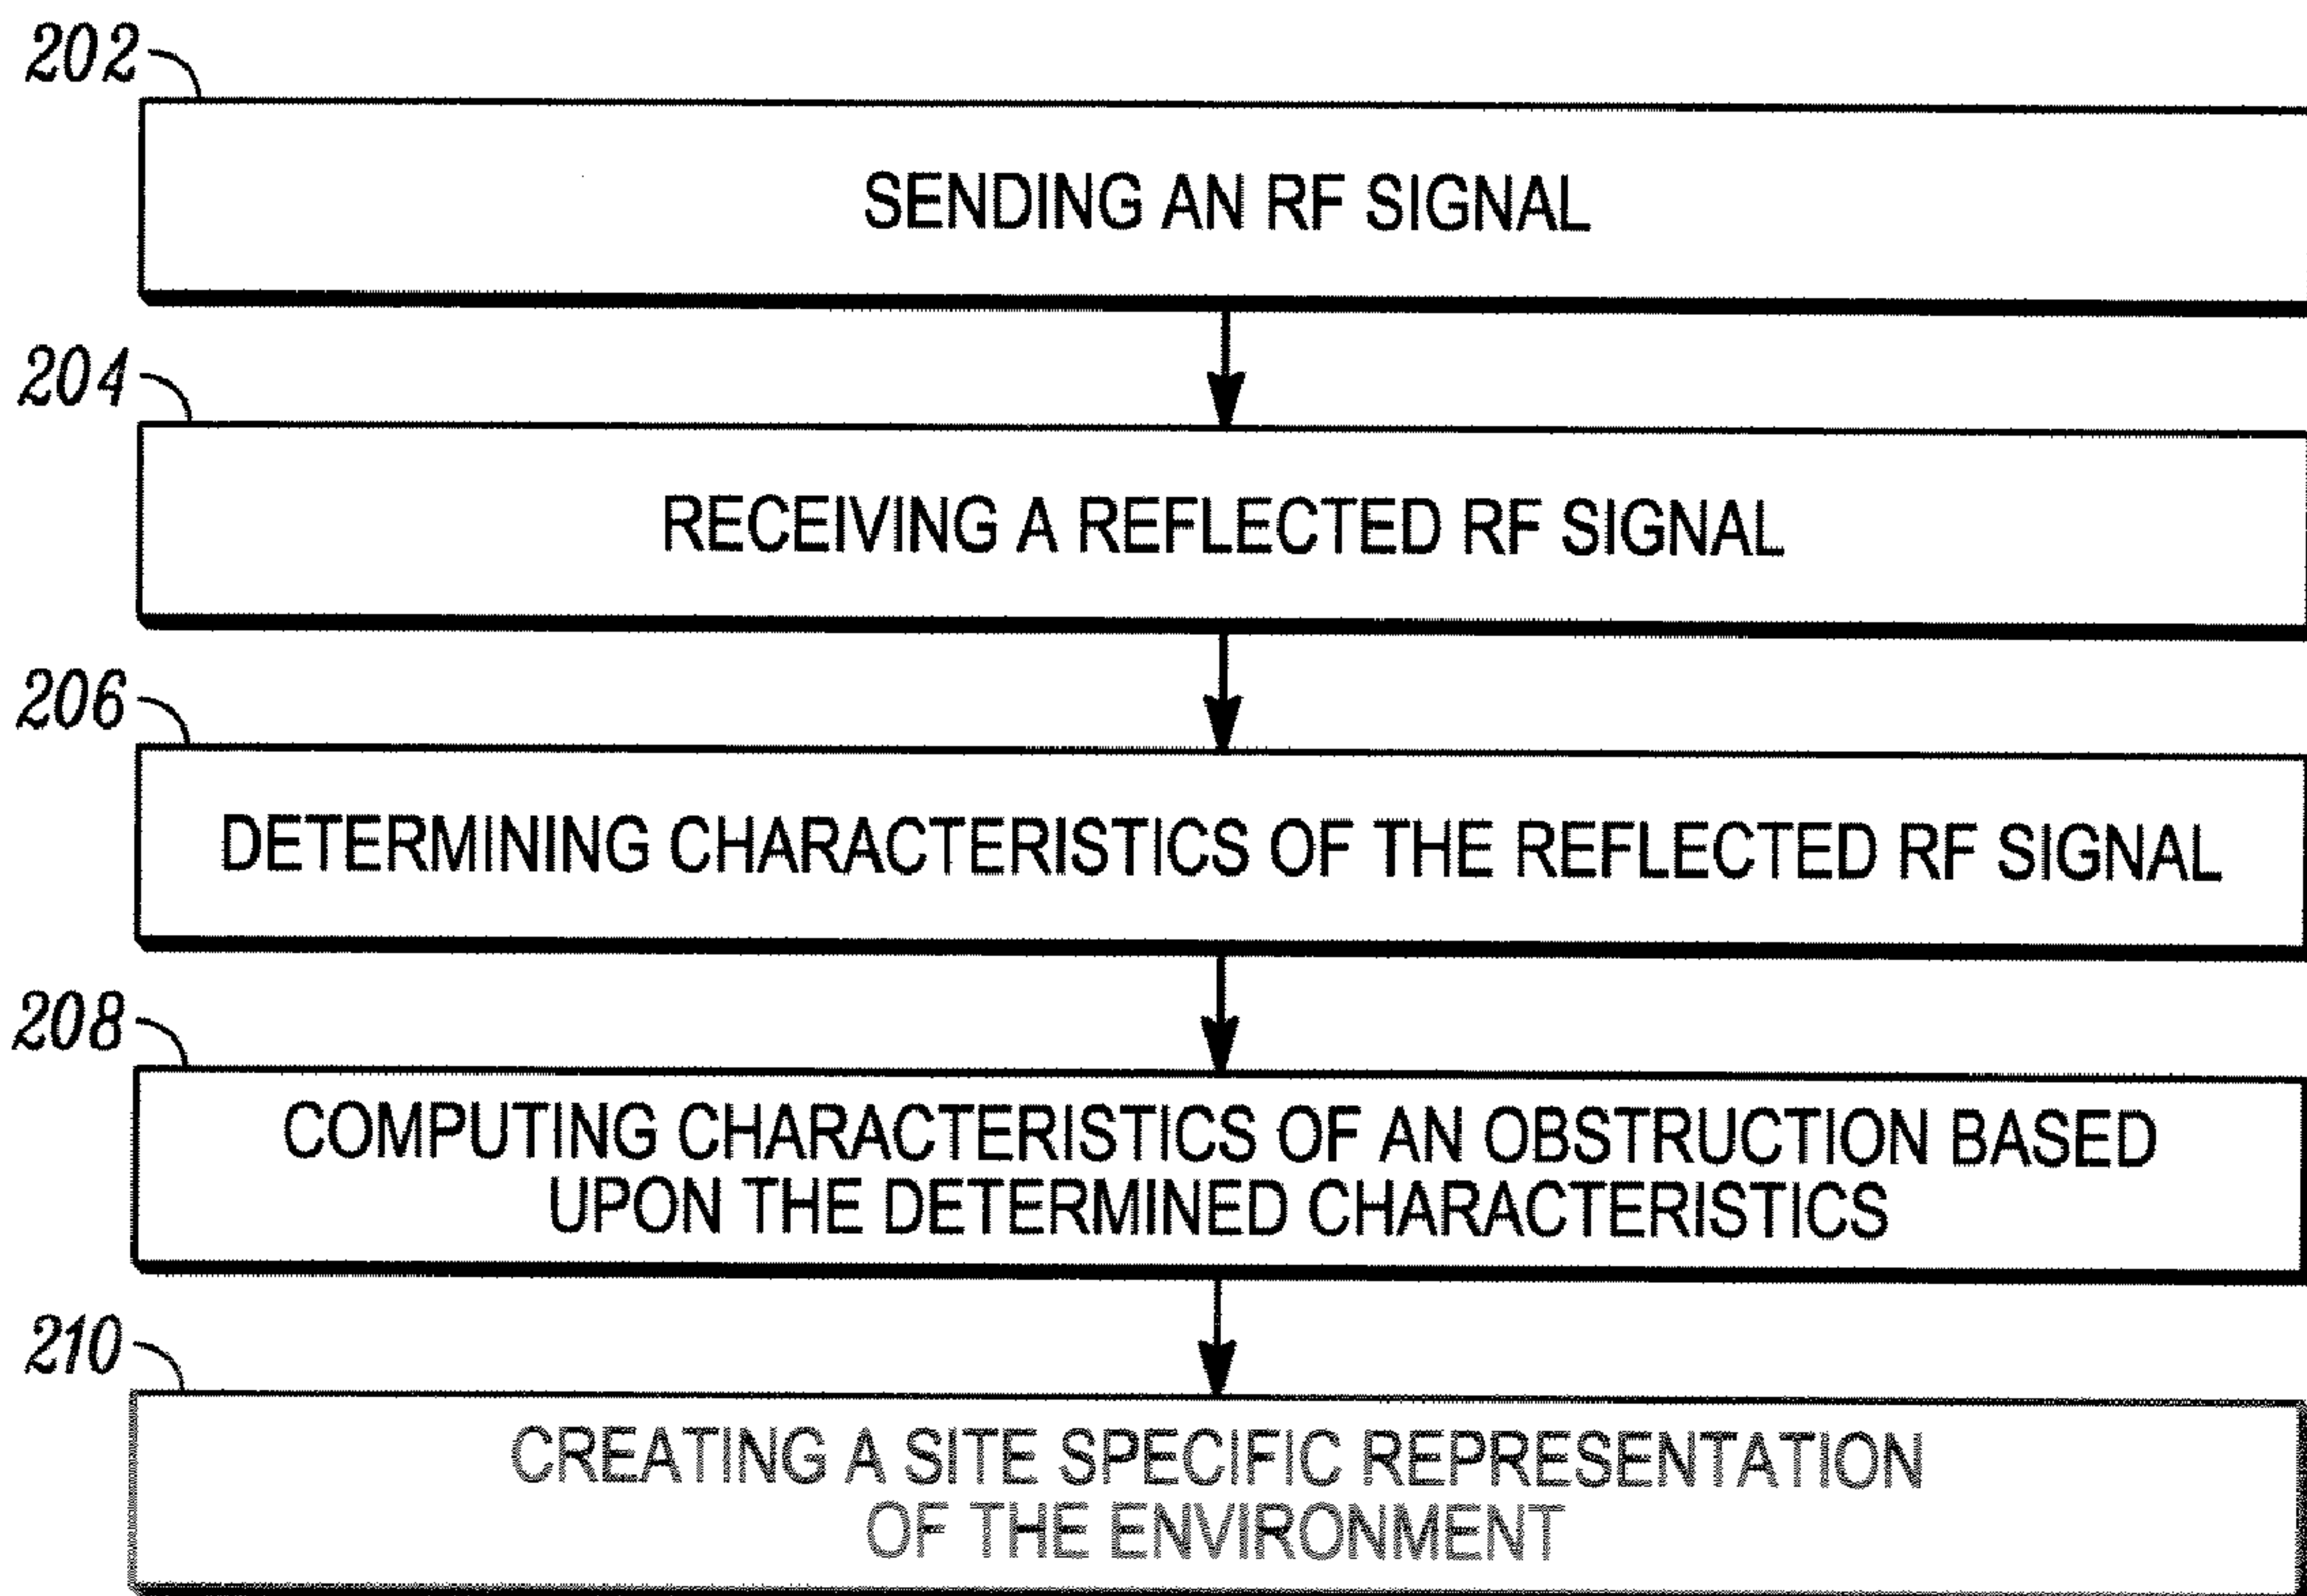 202
SENDING AN RF SIGNAL
204
RECEIVING A REFLECTED RF SIGNAL
206
DETERMINING CHARACTERISTICS OF THE REFLECTED RF SIGNAL
208
COMPUTING CHARACTERISTICS OF AN OBSTRUCTION BASED
UPON THE DETERMINED CHARACTERISTICS
210
CREATING A SITE SPECIFIC REPRESENTATION
OF THE ENVIRONMENT